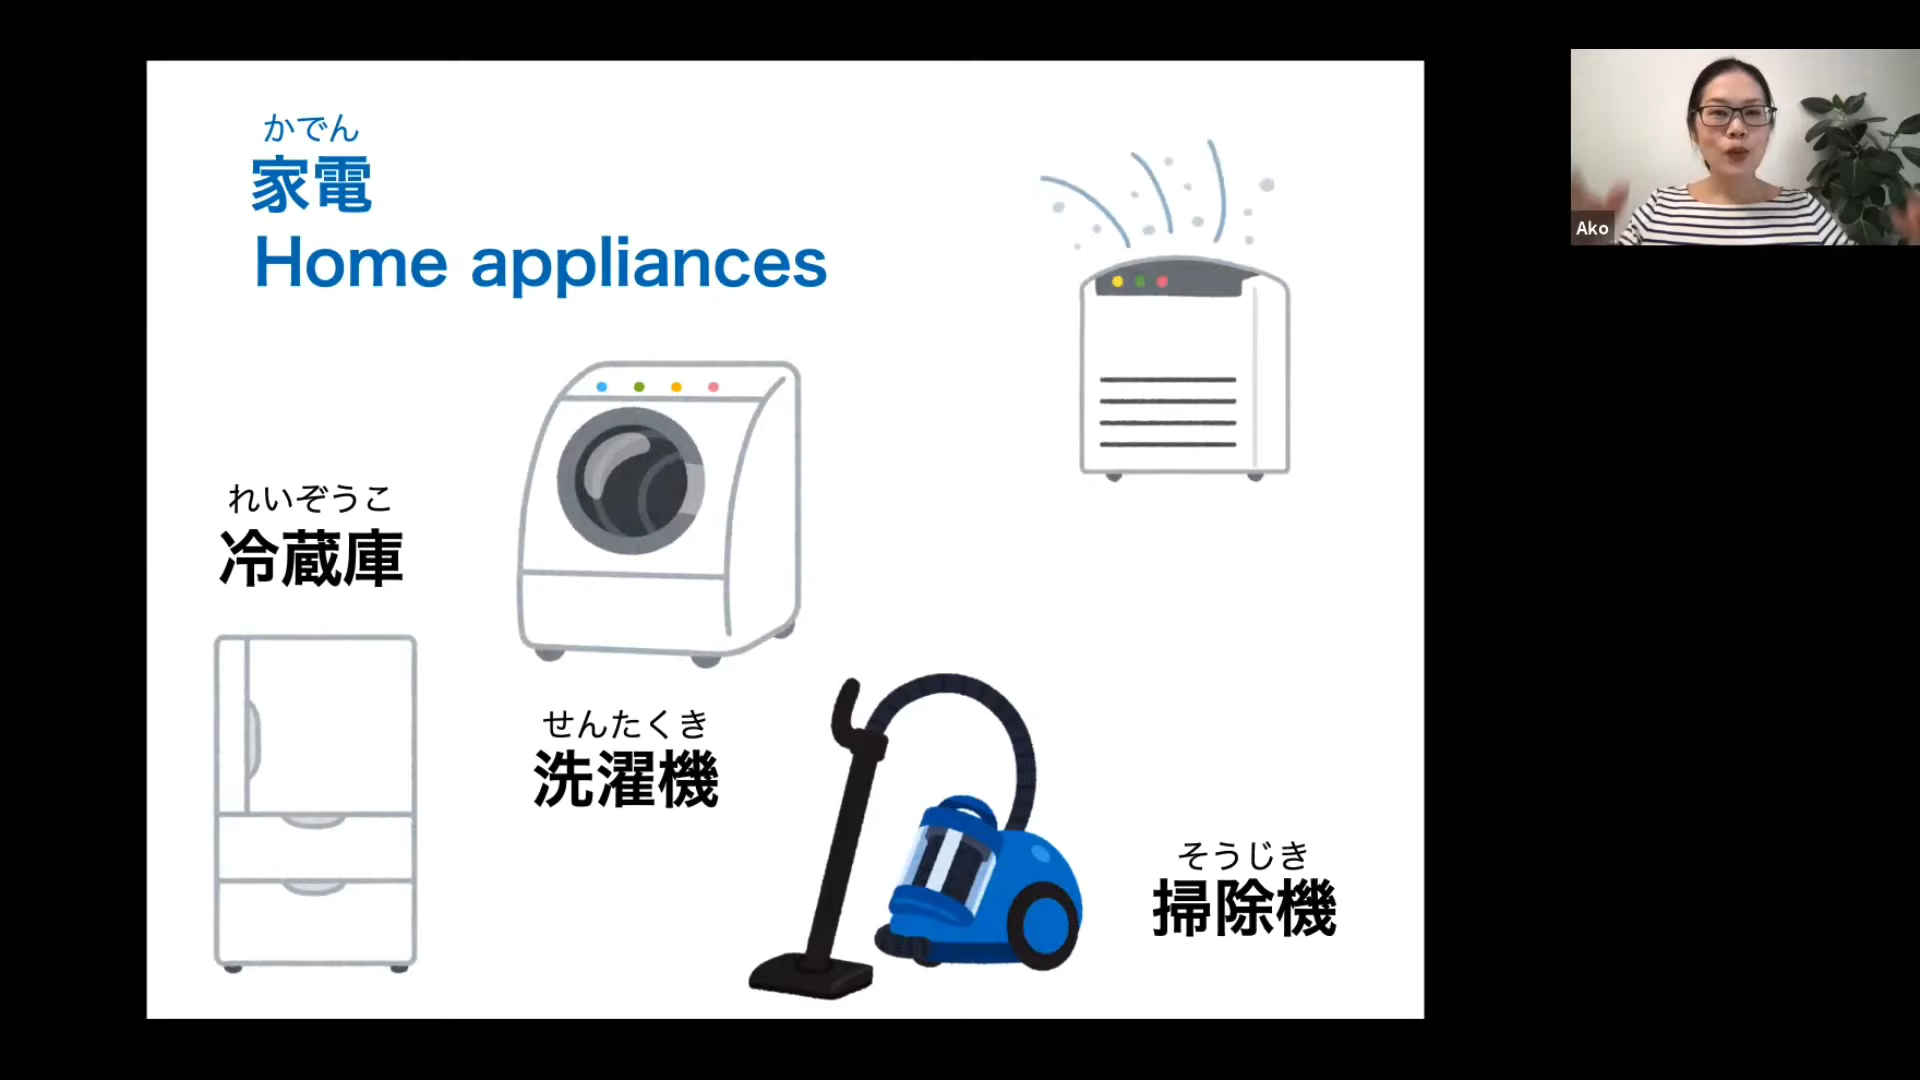 かでん
家電
Home appliances
れいぞうこ
冷蔵庫
せんたくき
洗濯機
そうじき
掃除機
Ako